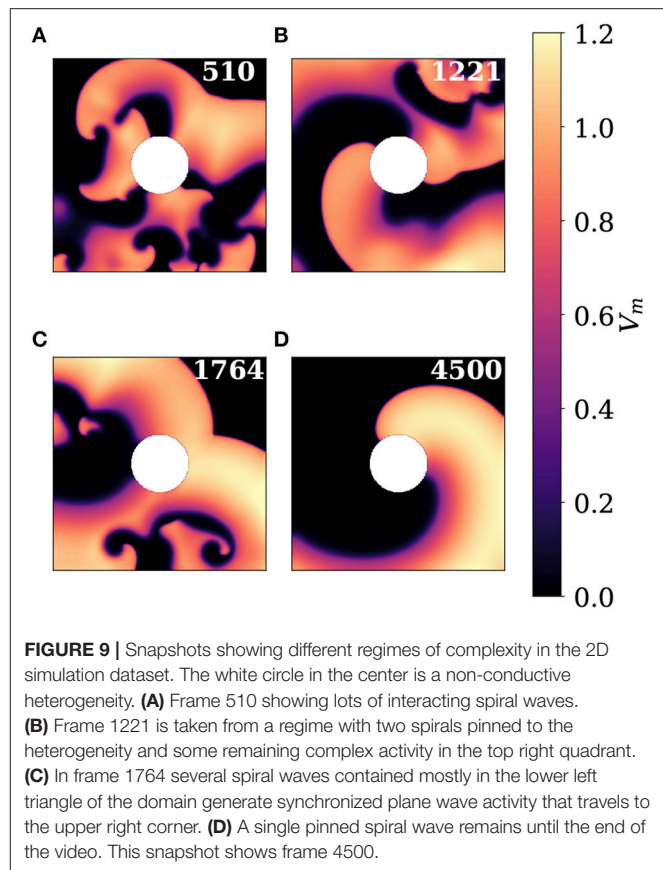 A
B
510
1221
C
D
1764
4500
1.2
1.0
0.8
0.6
0.4
0.2
0.0
V_m
FIGURE 9 | Snapshots showing different regimes of complexity in the 2D
simulation dataset. The white circle in the center is a non-conductive
heterogeneity. (A) Frame 510 showing lots of interacting spiral waves.
(B) Frame 1221 is taken from a regime with two spirals pinned to the
heterogeneity and some remaining complex activity in the top right quadrant.
(C) In frame 1764 several spiral waves contained mostly in the lower left
triangle of the domain generate synchronized plane wave activity that travels to
the upper right corner. (D) A single pinned spiral wave remains until the end of
the video. This snapshot shows frame 4500.